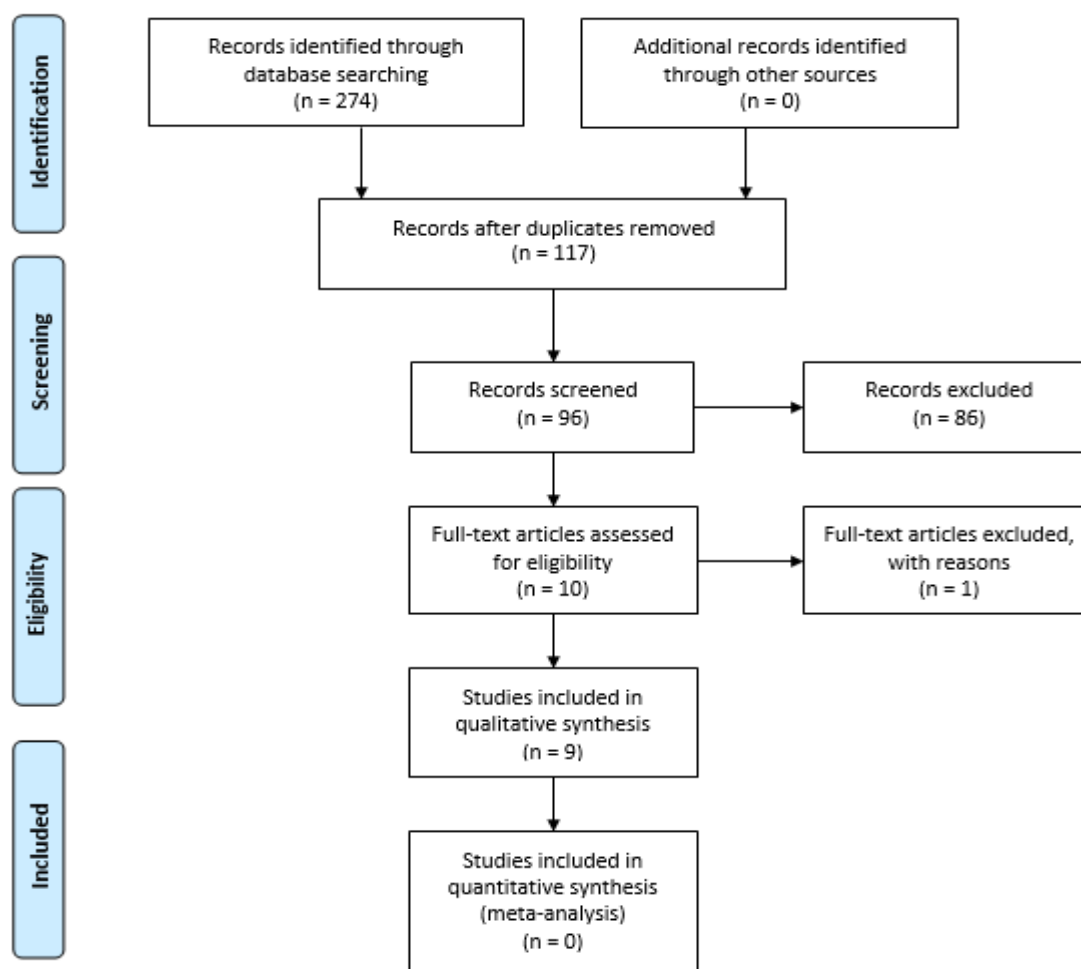 Identification
Records identified through
database searching
(n = 274)
Additional records identified
through other sources
(n = 0)
Records after duplicates removed
(n = 117)
Screening
Records screened
(n = 96)
Records excluded
(n = 86)
Eligibility
Full-text articles assessed
for eligibility
(n = 10)
Full-text articles excluded,
with reasons
(n = 1)
Studies included in
qualitative synthesis
(n = 9)
Included
Studies included in
quantitative synthesis
(meta-analysis)
(n = 0)